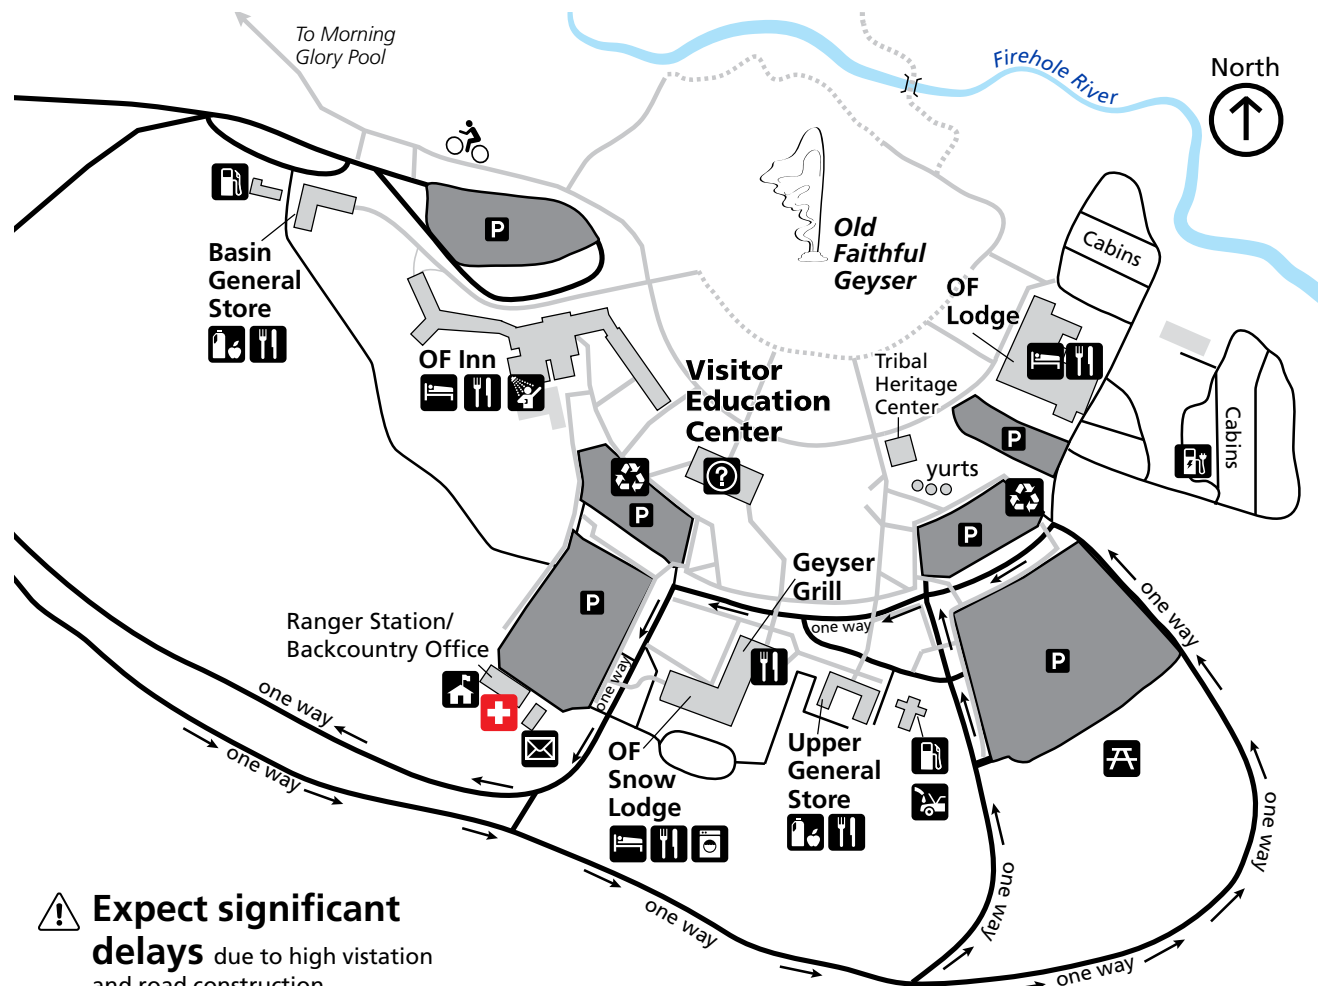 To Morning
Glory Pool
Firehole River
North
P
Old
Faithful
Geyser
Cabins
Basin
General
Store
OF
Lodge
OF Inn
Visitor
Education
Center
?
Tribal
Heritage
Center
yurts
P
Cabins
P
P
Geyser
Grill
P
one way
one way
P
Ranger Station/
Backcountry Office
one way
one way
one way
OF
Snow
Lodge
Upper
General
Store
one way
one way
one way
one way
Expect significant
delays due to high vistation
and road construction